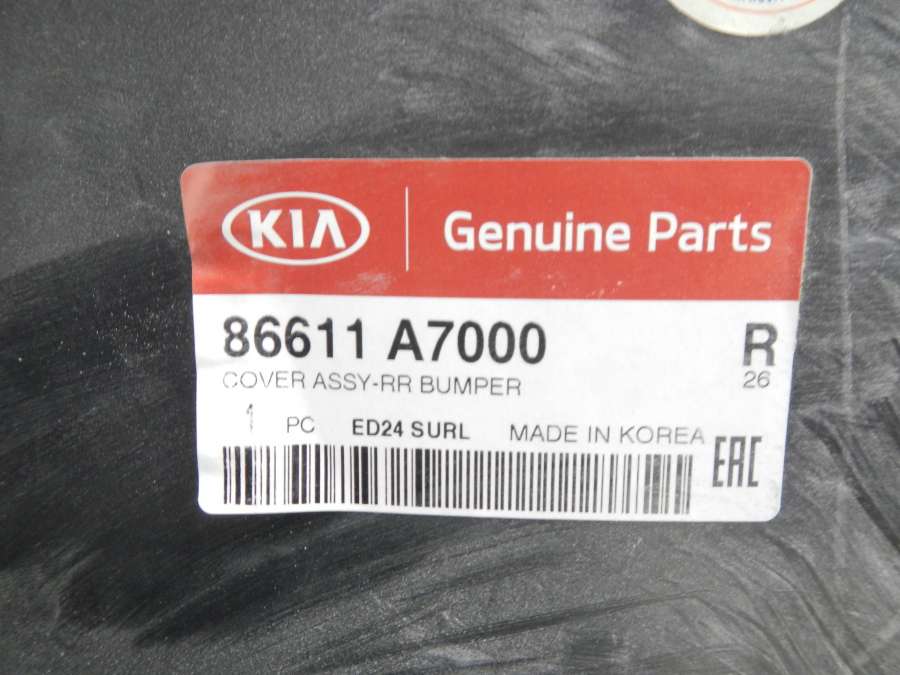 KIA Genuine Parts
86611 A7000 R
COVER ASSY-RR BUMPER 26
1 PC ED24 SURL MADE IN KOREA
EAC